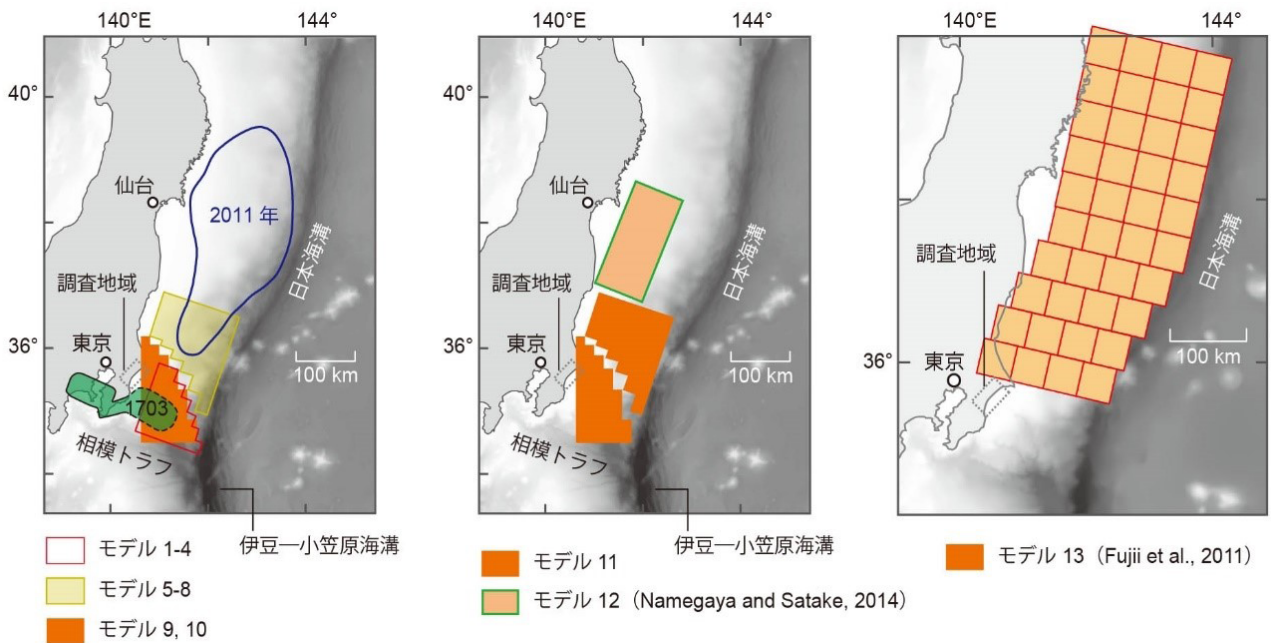 140°E
144°
40°
仙台
2011 年
日本海溝
調査地域
東京
36°
100 km
1703
相模トラフ
伊豆—小笠原海溝
モデル 1-4
モデル 5-8
モデル 9, 10
140°E
144°
40°
仙台
日本海溝
調査地域
東京
36°
100 km
相模トラフ
伊豆—小笠原海溝
モデル 11
モデル 12（Namegaya and Satake, 2014）
140°E
144°
日本海溝
調査地域
36°
東京
100 km
モデル 13（Fujii et al., 2011）